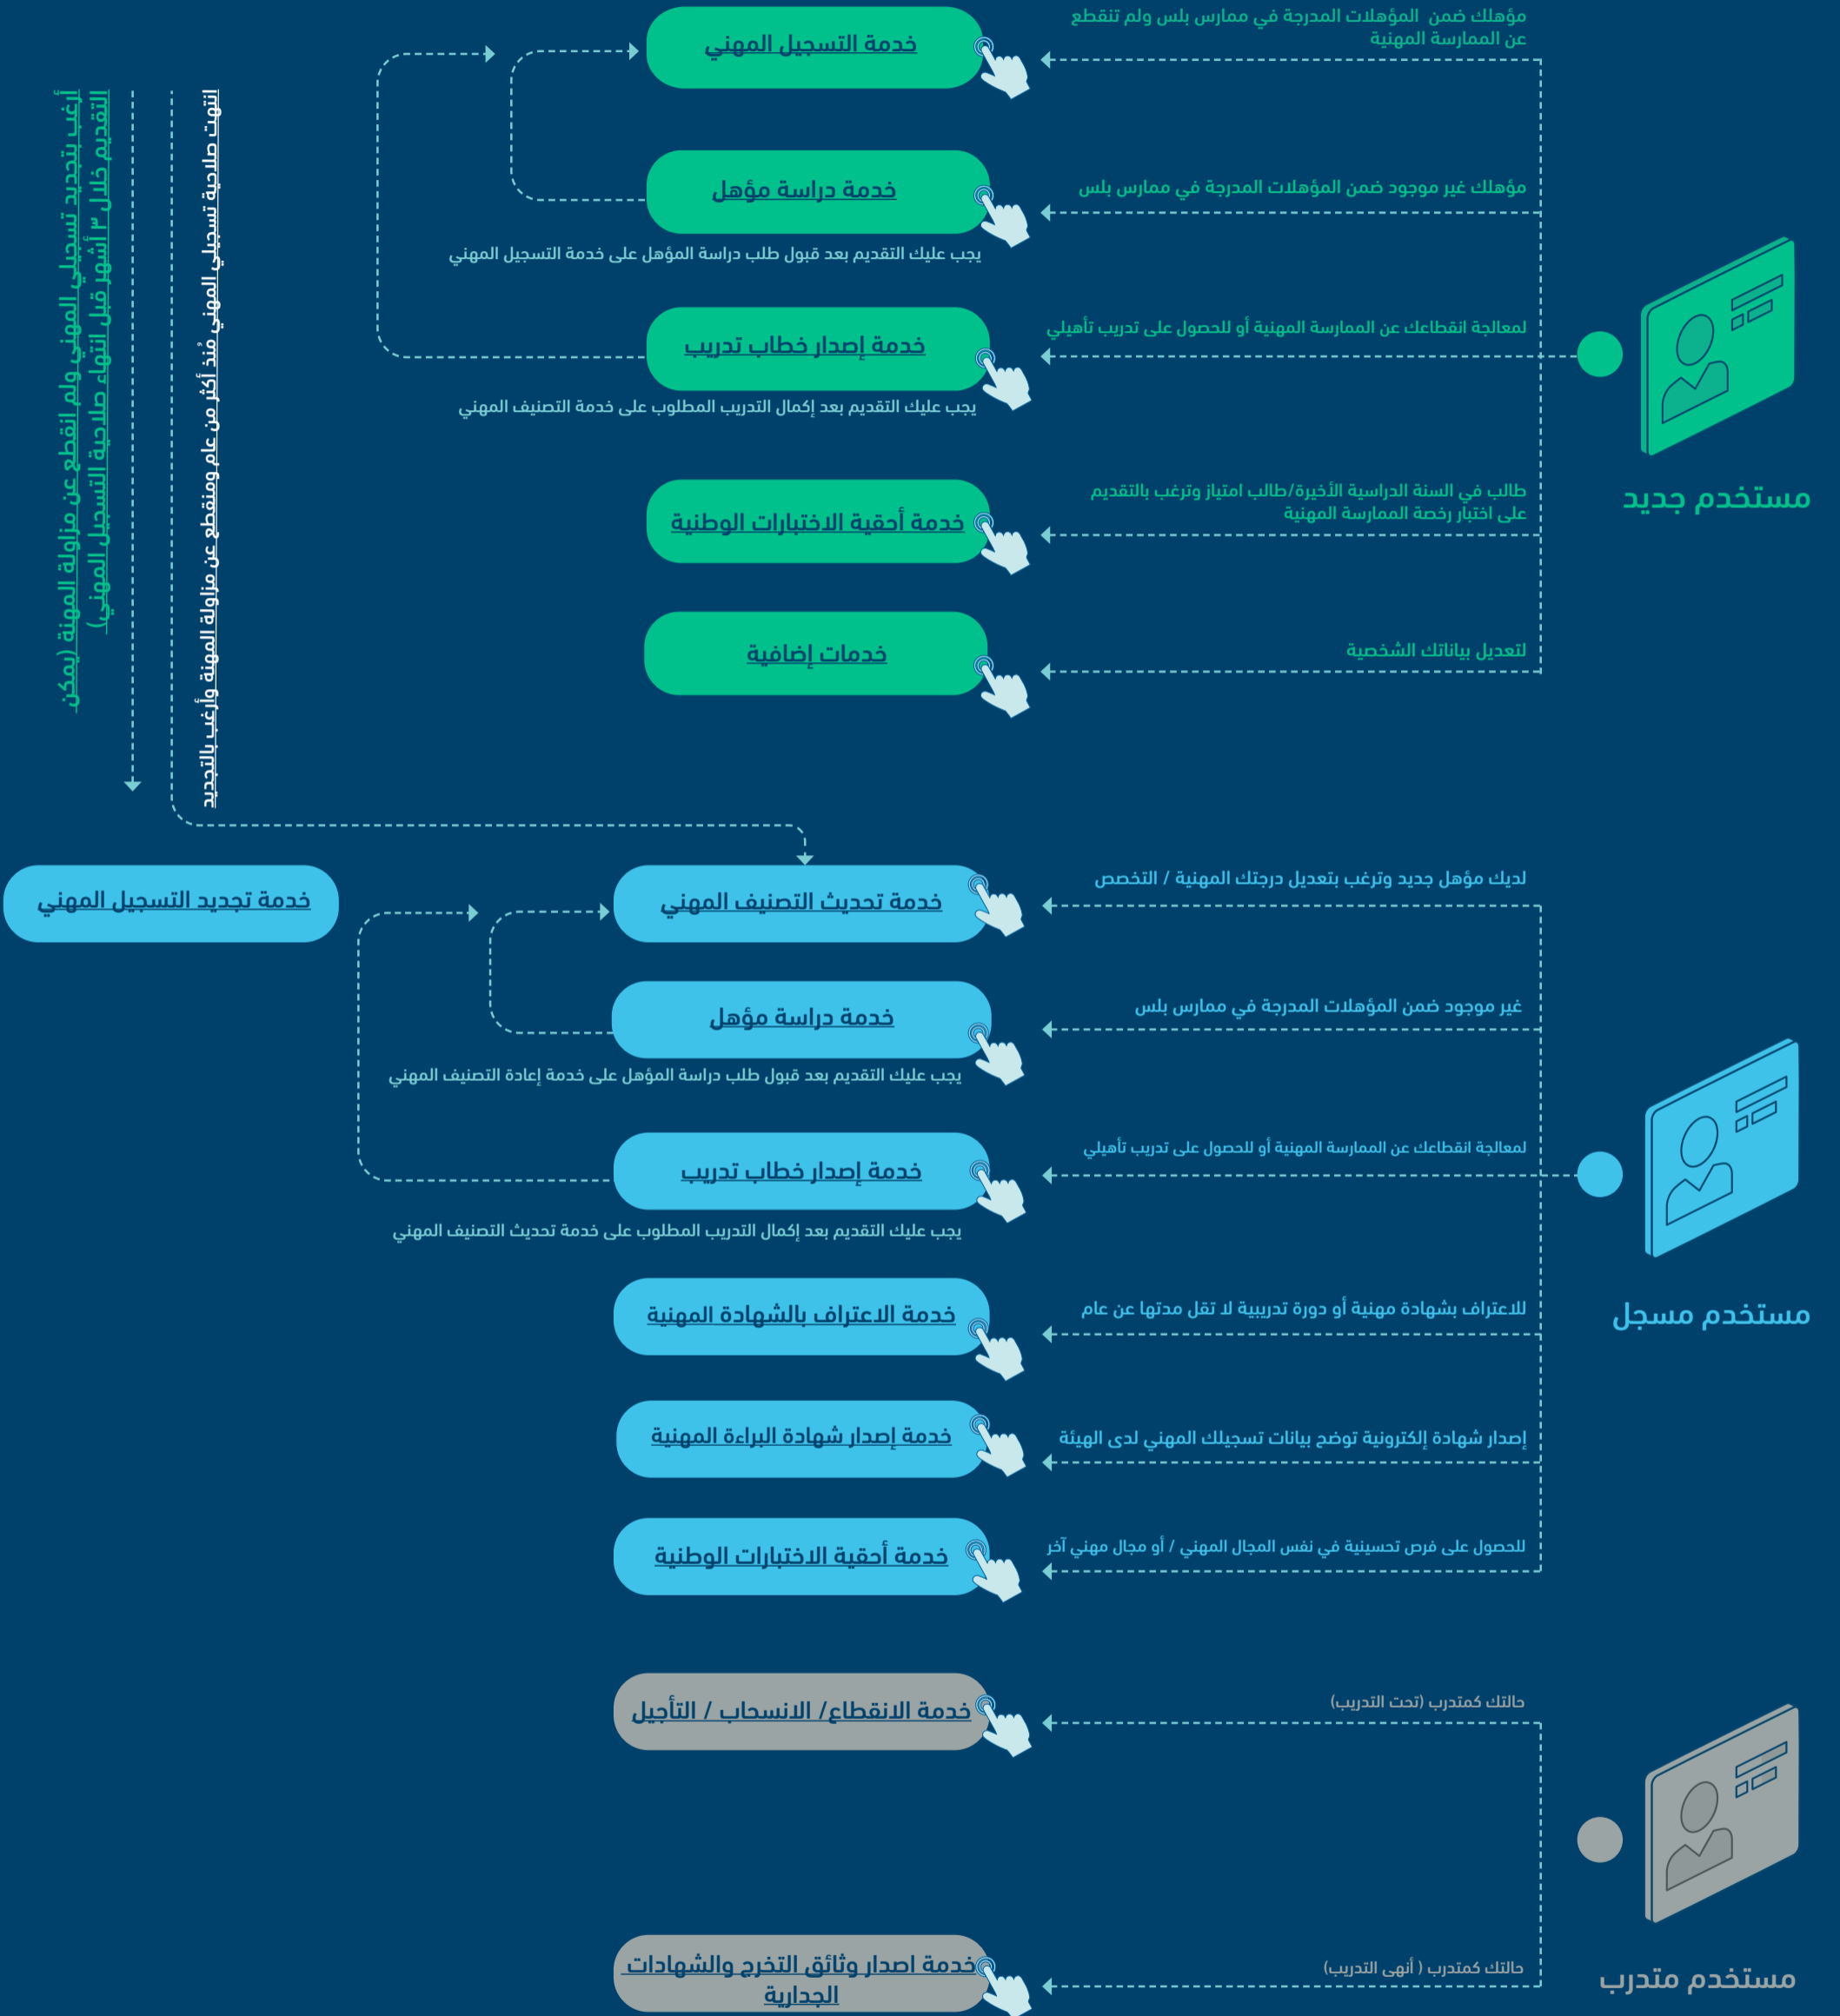 مؤهلك ضمن المؤهلات المدرجة في ممارس بلس ولم تنقطع
عن الممارسة المهنية
خدمة التسجيل المهني
مؤهلك غير موجود ضمن المؤهلات المدرجة في ممارس بلس
خدمة دراسة مؤهل
يجب عليك التقديم بعد قبول طلب دراسة المؤهل على خدمة التسجيل المهني
لمعالجة انقطاعك عن الممارسة المهنية أو للحصول على تدريب تأهيلي
خدمة إصدار خطاب تدريب
يجب عليك التقديم بعد إكمال التدريب المطلوب على خدمة التصنيف المهني
مستخدم جديد
طالب في السنة الدراسية الأخيرة/طالب امتياز وترغب بالتقديم
على اختبار رخصة الممارسة المهنية
خدمة أحقية الاختبارات الوطنية
لتعديل بياناتك الشخصية
خدمات إضافية
انتهت صلاحية تسجيلي المهني مُنذ أكثر من عام ومنقطع عن مزاولة المهنة وأرغب بالتجديد
أرغب بتجديد تسجيلي المهني ولم انقطع عن مزاولة المهنة (يمكن
التقديم خلال ٣ أشهر قبل انتهاء صلاحية التسجيل المهني)
لديك مؤهل جديد وترغب بتعديل درجتك المهنية / التخصص
خدمة تحديث التصنيف المهني
خدمة تجديد التسجيل المهني
غير موجود ضمن المؤهلات المدرجة في ممارس بلس
خدمة دراسة مؤهل
يجب عليك التقديم بعد قبول طلب دراسة المؤهل على خدمة إعادة التصنيف المهني
لمعالجة انقطاعك عن الممارسة المهنية أو للحصول على تدريب تأهيلي
خدمة إصدار خطاب تدريب
يجب عليك التقديم بعد إكمال التدريب المطلوب على خدمة تحديث التصنيف المهني
مستخدم مسجل
للاعتراف بشهادة مهنية أو دورة تدريبية لا تقل مدتها عن عام
خدمة الاعتراف بالشهادة المهنية
إصدار شهادة إلكترونية توضح بيانات تسجيلك المهني لدى الهيئة
خدمة إصدار شهادة البراءة المهنية
للحصول على فرص تحسينية في نفس المجال المهني / أو مجال مهني آخر
خدمة أحقية الاختبارات الوطنية
حالتك كمتدرب (تحت التدريب)
خدمة الانقطاع/ الانسحاب / التأجيل
مستخدم متدرب
حالتك كمتدرب ( أنهى التدريب)
خدمة اصدار وثائق التخرج والشهادات
الجدارية